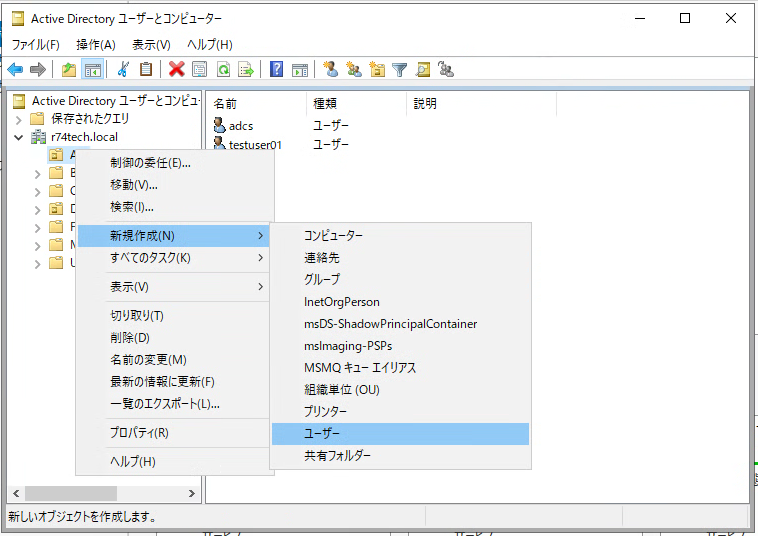 Active Directory ユーザーとコンピューター
ファイル(F) 操作(A) 表示(V) ヘルプ(H)
Active Directory ユーザーとコンピュ
保存されたクエリ
r74tech.local
名前 種類 説明
adcs ユーザー
testuser01 ユーザー
制御の委任(E)...
移動(V)...
検索(I)...
新規作成(N)
すべてのタスク(K)
表示(V)
切り取り(T)
削除(D)
名前の変更(M)
最新の情報に更新(F)
一覧のエクスポート(L)...
プロパティ(R)
ヘルプ(H)
コンピューター
連絡先
グループ
InetOrgPerson
msDS-ShadowPrincipalContainer
msImaging-PSPs
MSMQ キュー エイリアス
組織単位 (OU)
プリンター
ユーザー
共有フォルダー
新しいオブジェクトを作成します。